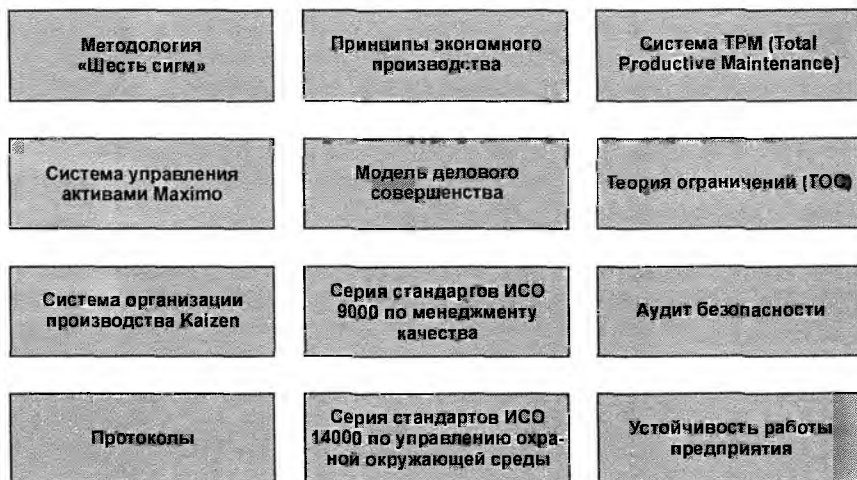 Методология
«Шесть сигм»
Принципы экономного
производства
Система TPM (Total
Productive Maintenance)
Система управления
активами Maximo
Модель делового
совершенства
Теория ограничений (ТОС)
Система организации
производства Kaizen
Серия стандартов ИСО
9000 по менеджменту
качества
Аудит безопасности
Протоколы
Серия стандартов ИСО
14000 по управлению охра-
ной окружающей среды
Устойчивость работы
предприятия